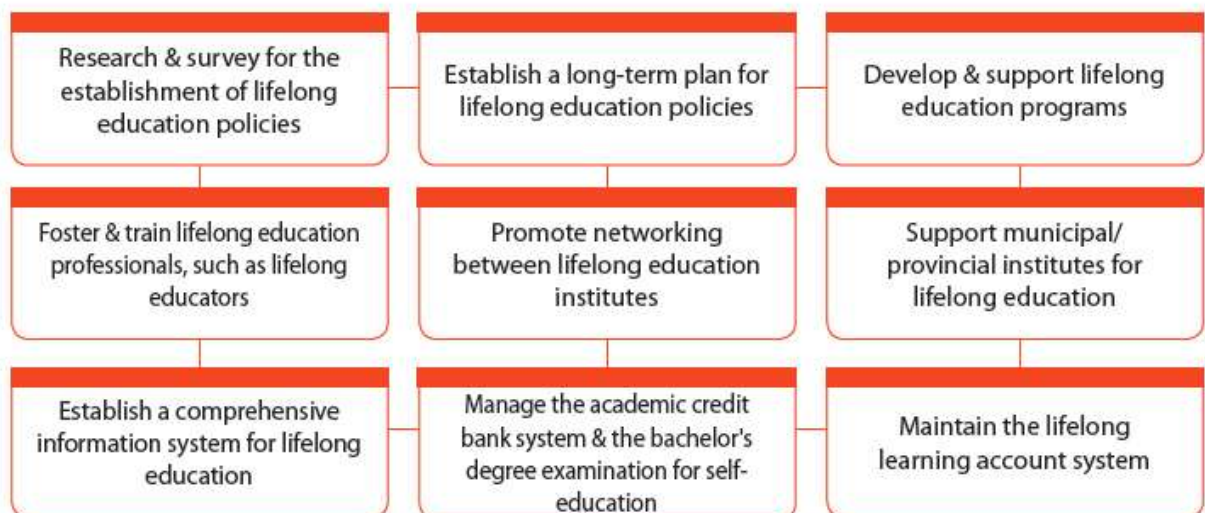 Research & survey for the
establishment of lifelong
education policies
Establish a long-term plan for
lifelong education policies
Develop & support lifelong
education programs
Foster & train lifelong education
professionals, such as lifelong
educators
Promote networking
between lifelong education
institutes
Support municipal/
provincial institutes for
lifelong education
Establish a comprehensive
information system for lifelong
education
Manage the academic credit
bank system & the bachelor's
degree examination for self-
education
Maintain the lifelong
learning account system